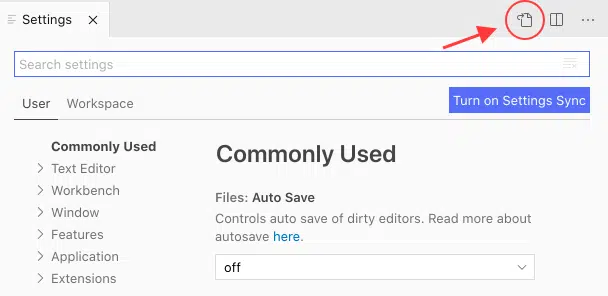 Settings
Search settings
User Workspace
Turn on Settings Sync
Commonly Used
Text Editor
Workbench
Window
Features
Application
Extensions
Commonly Used
Files: Auto Save
Controls auto save of dirty editors. Read more about
autosave here.
off